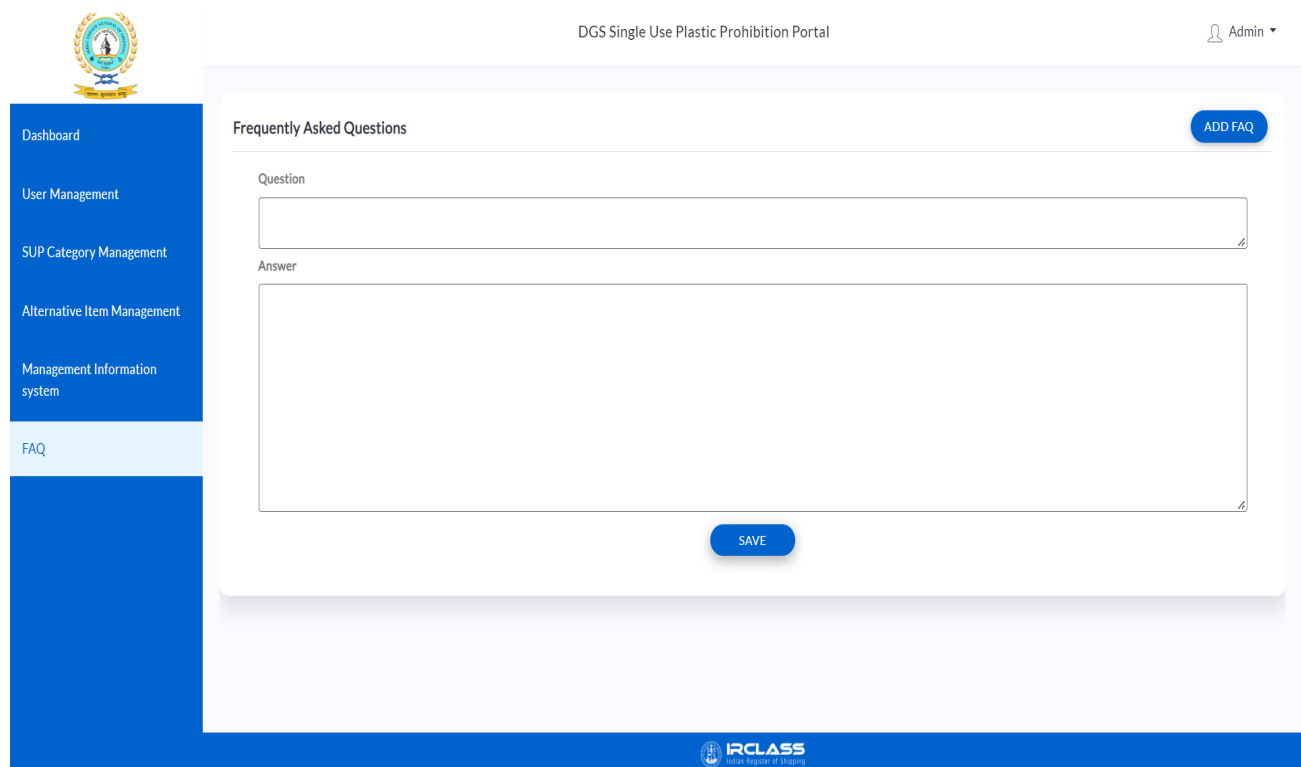 DGS Single Use Plastic Prohibition Portal
Admin
Dashboard
User Management
SUP Category Management
Alternative Item Management
Management Information
system
FAQ
Frequently Asked Questions
ADD FAQ
Question
Answer
SAVE
IRCLASS
Indian Register of Shipping